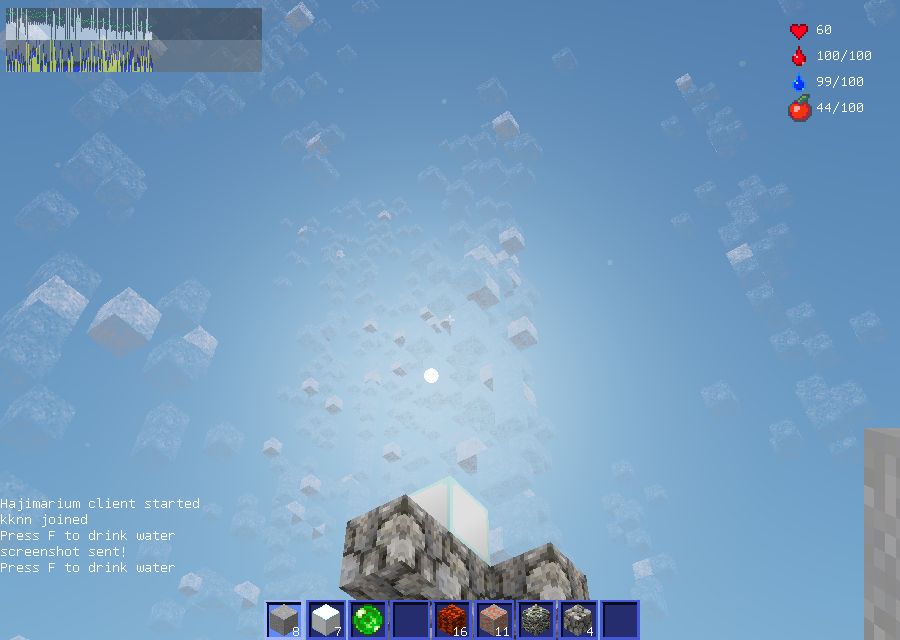 60
100/100
99/100
44/100
Hajimarium client started
kknn joined
Press F to drink water
screenshot sent!
Press F to drink water
8 7 16 11 4